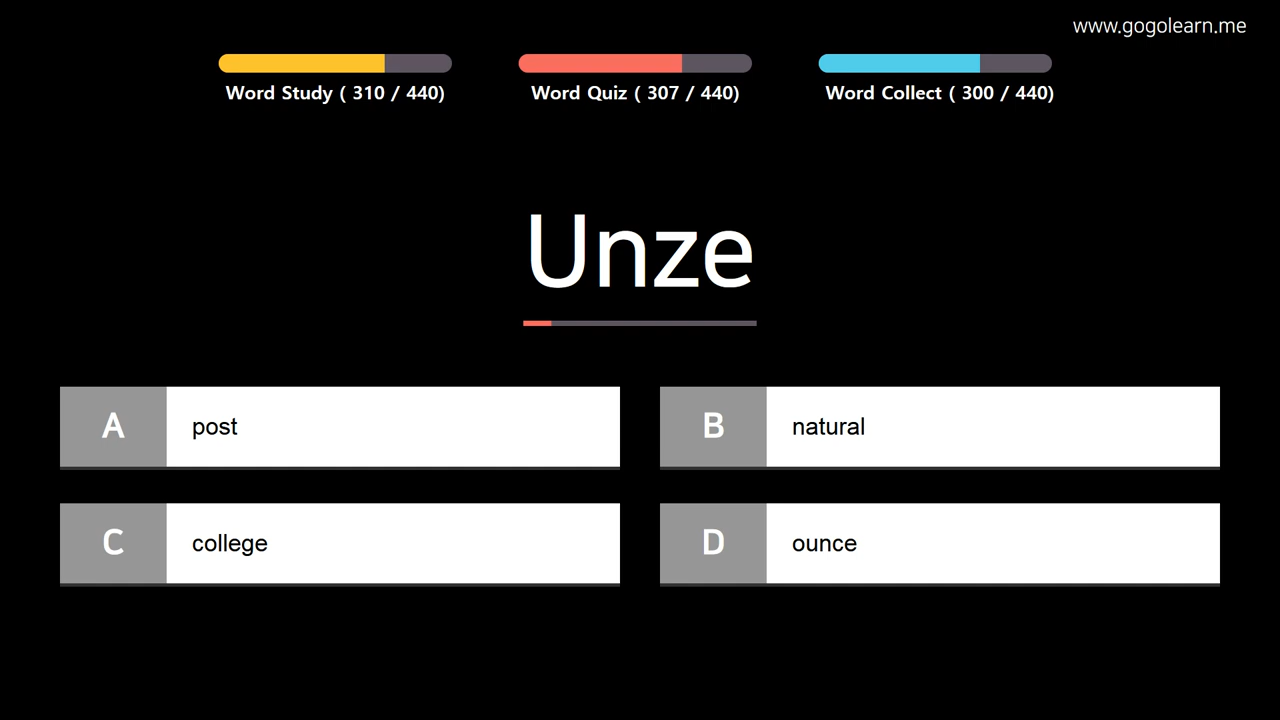 www.gogolearn.me
Word Study ( 310 / 440)
Word Quiz ( 307 / 440)
Word Collect ( 300 / 440)
Unze
A post
B natural
C college
D ounce